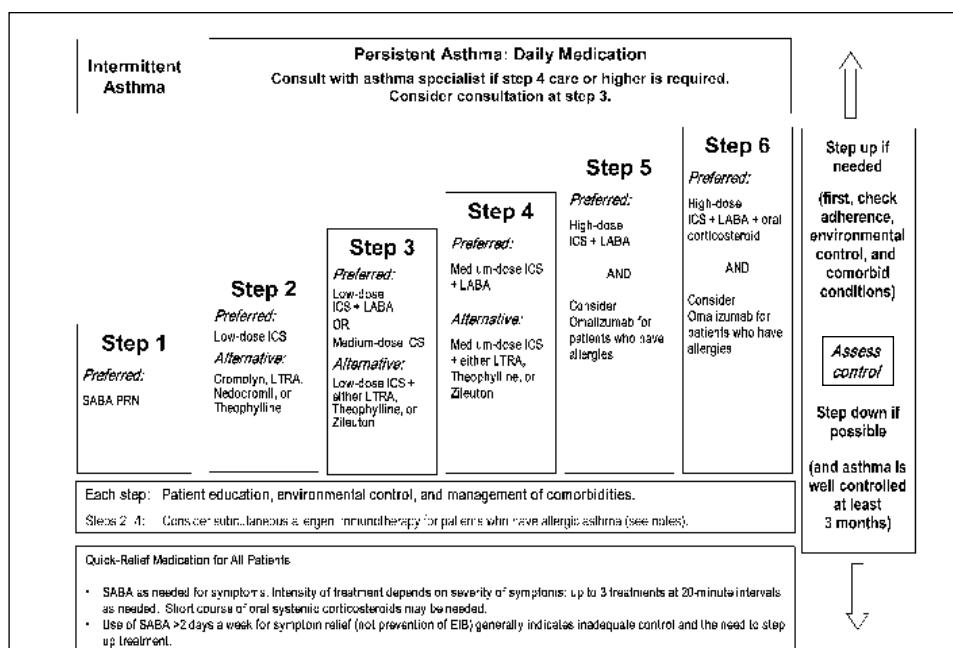 Intermittent
Asthma
Persistent Asthma: Daily Medication
Consult with asthma specialist if step 4 care or higher is required.
Consider consultation at step 3.
Step 1
Preferred:
SABA PRN
Step 2
Preferred:
Low-dose ICS
Alternative:
Cromolyn, LTRA,
Nedocromil, or
Theophylline
Step 3
Preferred:
Low-dose
ICS + LABA
OR
Medium-dose ICS
Alternative:
Low-dose ICS +
either LTRA,
Theophylline, or
Zileuton
Step 4
Preferred:
Medium-dose ICS
+ LABA
Alternative:
Medium-dose ICS
+ either LTRA,
Theophylline, or
Zileuton
Step 5
Preferred:
High-dose
ICS + LABA
AND
Consider
Omalizumab for
patients who have
allergies
Step 6
Preferred:
High-dose
ICS + LABA + oral
corticosteroid
AND
Consider
Omalizumab for
patients who have
allergies
Step up if
needed
(first, check
adherence,
environmental
control, and
comorbid
conditions)
Assess
control
Step down if
possible
(and asthma is
well controlled
at least
3 months)
Each step: Patient education, environmental control, and management of comorbidities.
Steps 2–4: Consider subcutaneous allergen immunotherapy for patients who have allergic asthma (see notes).
Quick-Relief Medication for All Patients
• SABA as needed for symptoms. Intensity of treatment depends on severity of symptoms: up to 3 treatments at 20-minute intervals
as needed. Short course of oral systemic corticosteroids may be needed.
• Use of SABA >2 days a week for symptom relief (not prevention of EIB) generally indicates inadequate control and the need to step
up treatment.